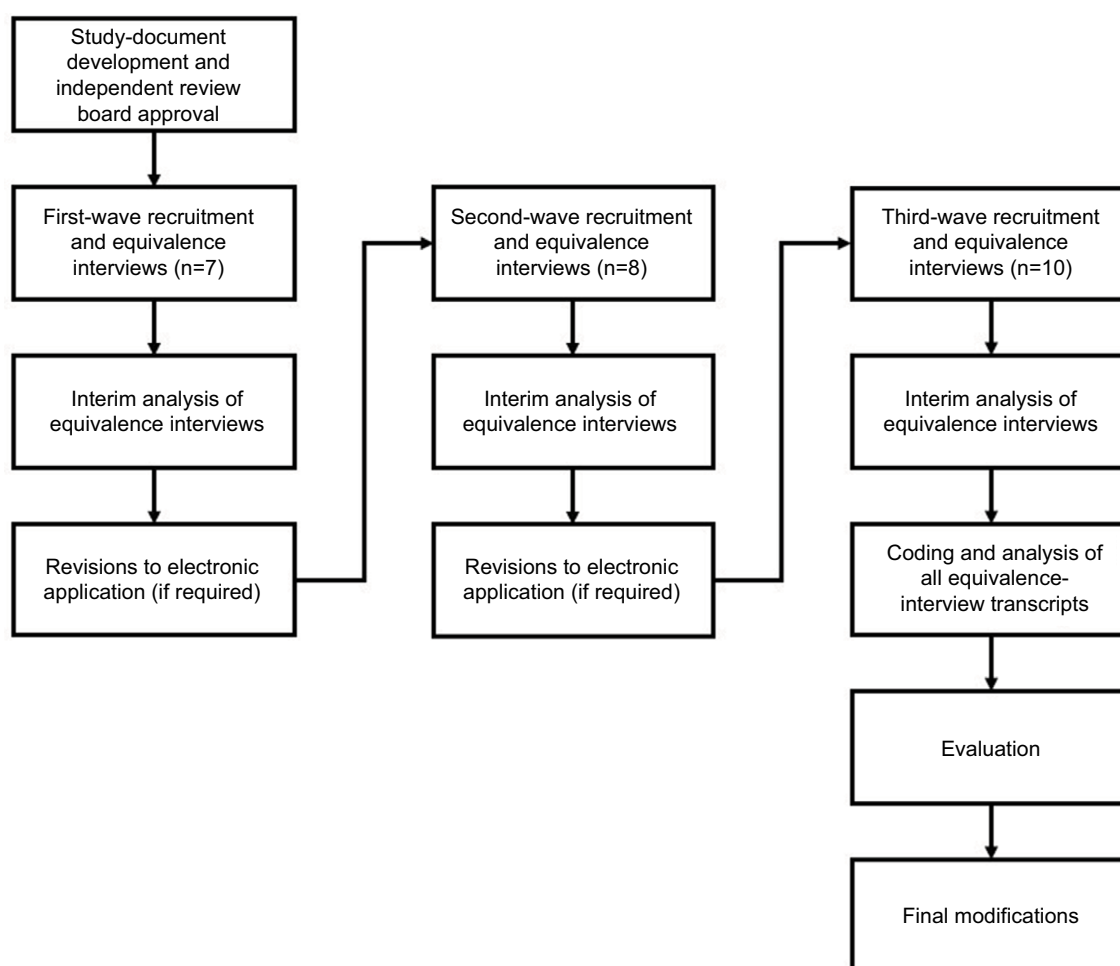 Study-document
development and
independent review
board approval
First-wave recruitment
and equivalence
interviews (n=7)
Interim analysis of
equivalence interviews
Revisions to electronic
application (if required)
Second-wave recruitment
and equivalence
interviews (n=8)
Interim analysis of
equivalence interviews
Revisions to electronic
application (if required)
Third-wave recruitment
and equivalence
interviews (n=10)
Interim analysis of
equivalence interviews
Coding and analysis of
all equivalence-
interview transcripts
Evaluation
Final modifications